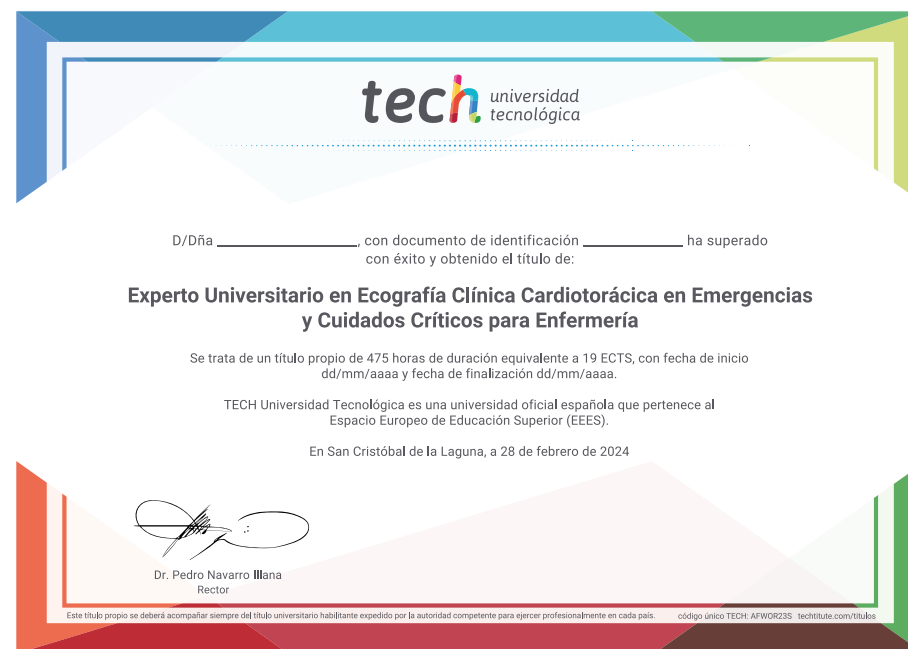 tech universidad
tecnológica
D/Dña ____________________, con documento de identificación ______________ ha superado
con éxito y obtenido el título de:
Experto Universitario en Ecografía Clínica Cardiotorácica en Emergencias
y Cuidados Críticos para Enfermería
Se trata de un título propio de 475 horas de duración equivalente a 19 ECTS, con fecha de inicio
dd/mm/aaaa y fecha de finalización dd/mm/aaaa.
TECH Universidad Tecnológica es una universidad oficial española que pertenece al
Espacio Europeo de Educación Superior (EEES).
En San Cristóbal de la Laguna, a 28 de febrero de 2024
Dr. Pedro Navarro Illana
Rector
Este título propio se deberá acompañar siempre del título universitario habilitante expedido por la autoridad competente para ejercer profesionalmente en cada país. código único TECH: AFWOR23S techtitute.com/titulos